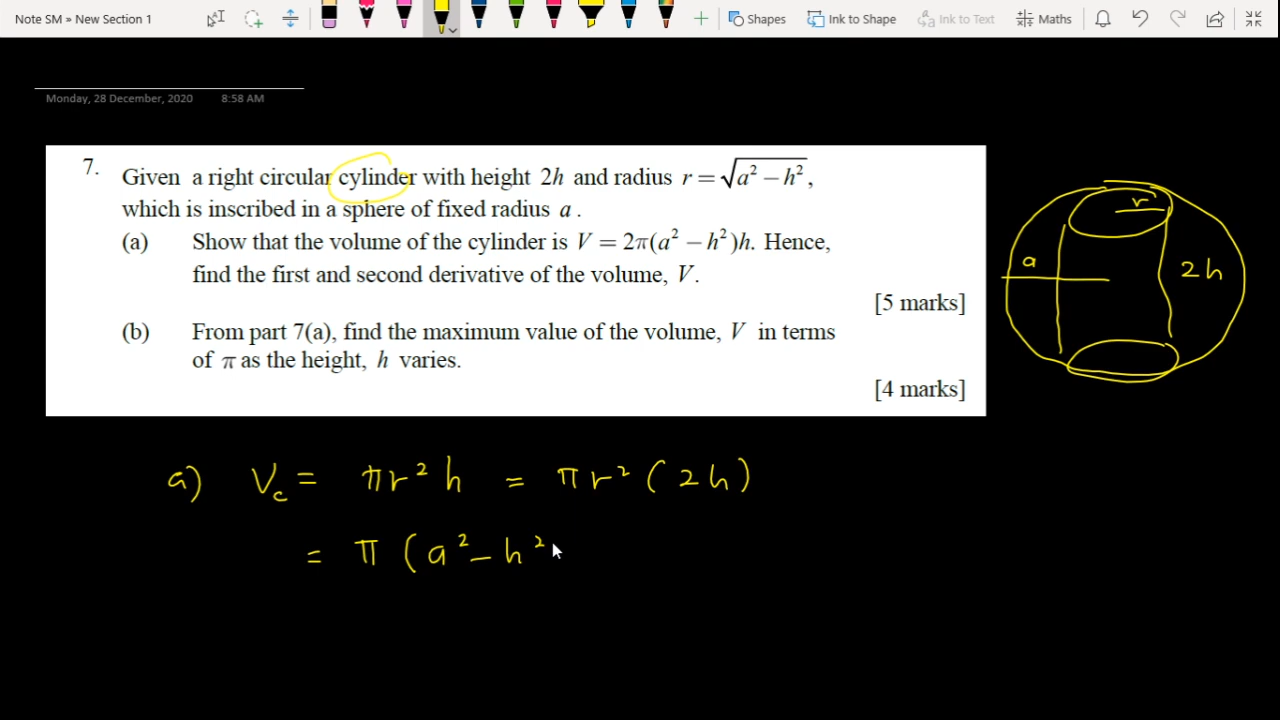 Note SM » New Section 1
Shapes Ink to Shape Ink to Text Maths
Monday, 28 December, 2020 8:58 AM
7. Given a right circular cylinder with height 2h and radius r = √(a² − h²),
which is inscribed in a sphere of fixed radius a.
(a) Show that the volume of the cylinder is V = 2π(a² − h²)h. Hence,
find the first and second derivative of the volume, V.
[5 marks]
(b) From part 7(a), find the maximum value of the volume, V in terms
of π as the height, h varies.
[4 marks]
r
a
2h
a) V_c = πr²h = πr²(2h)
= π(a² − h²